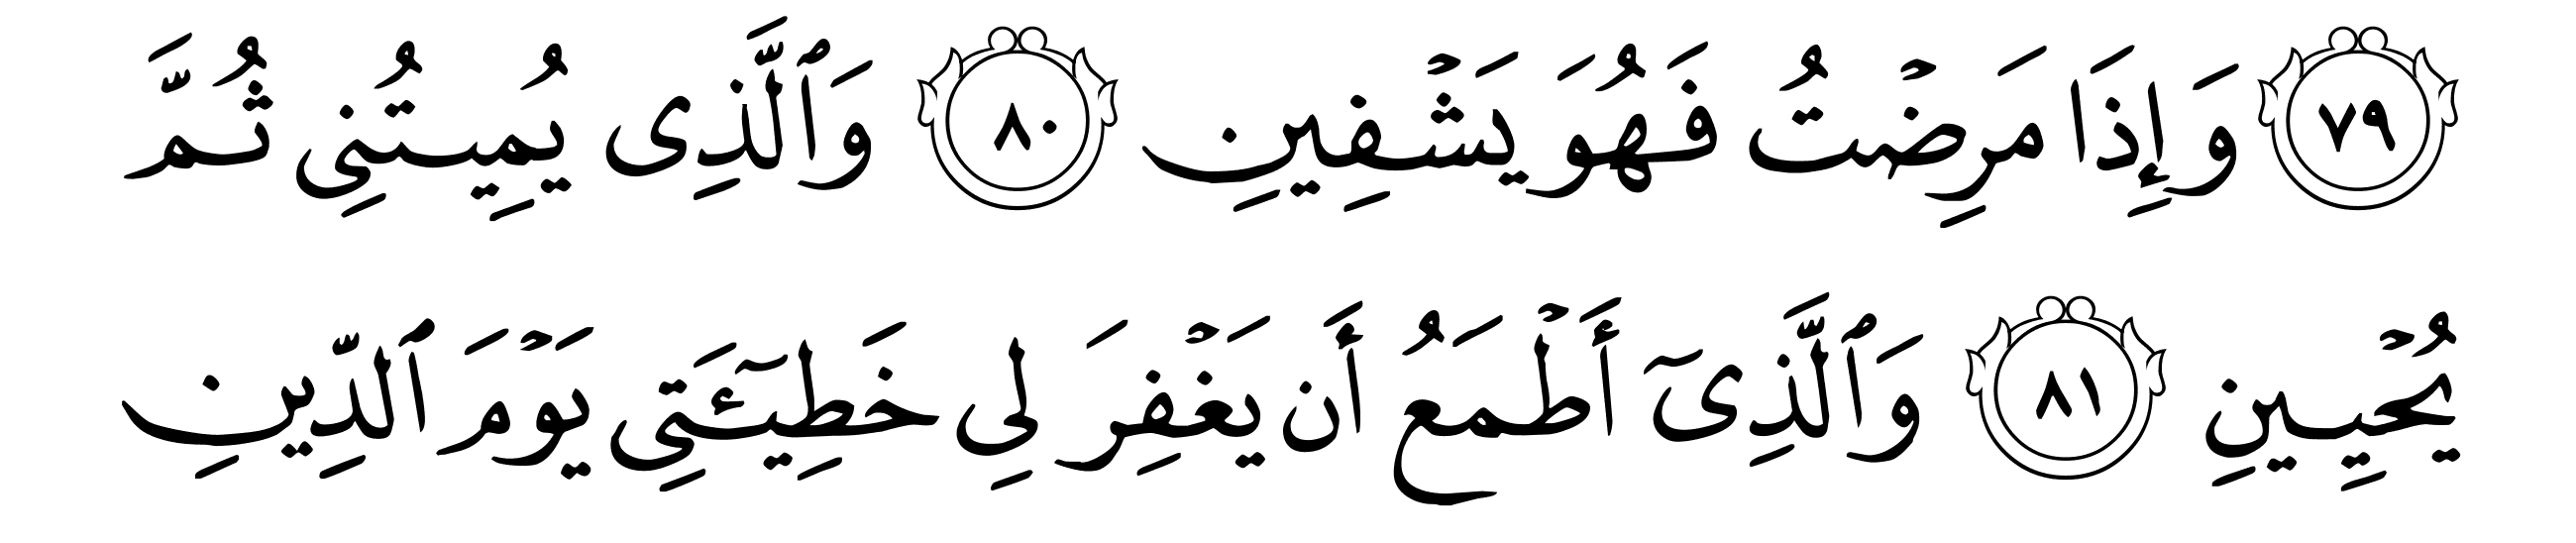 ٧٩ وَإِذَا مَرِضْتُ فَهُوَ يَشْفِينِ ٨٠ وَٱلَّذِى يُمِيتُنِى ثُمَّ
يُحْيِينِ ٨١ وَٱلَّذِىٓ أَطْمَعُ أَن يَغْفِرَ لِى خَطِيٓـَٔتِى يَوْمَ ٱلدِّينِ